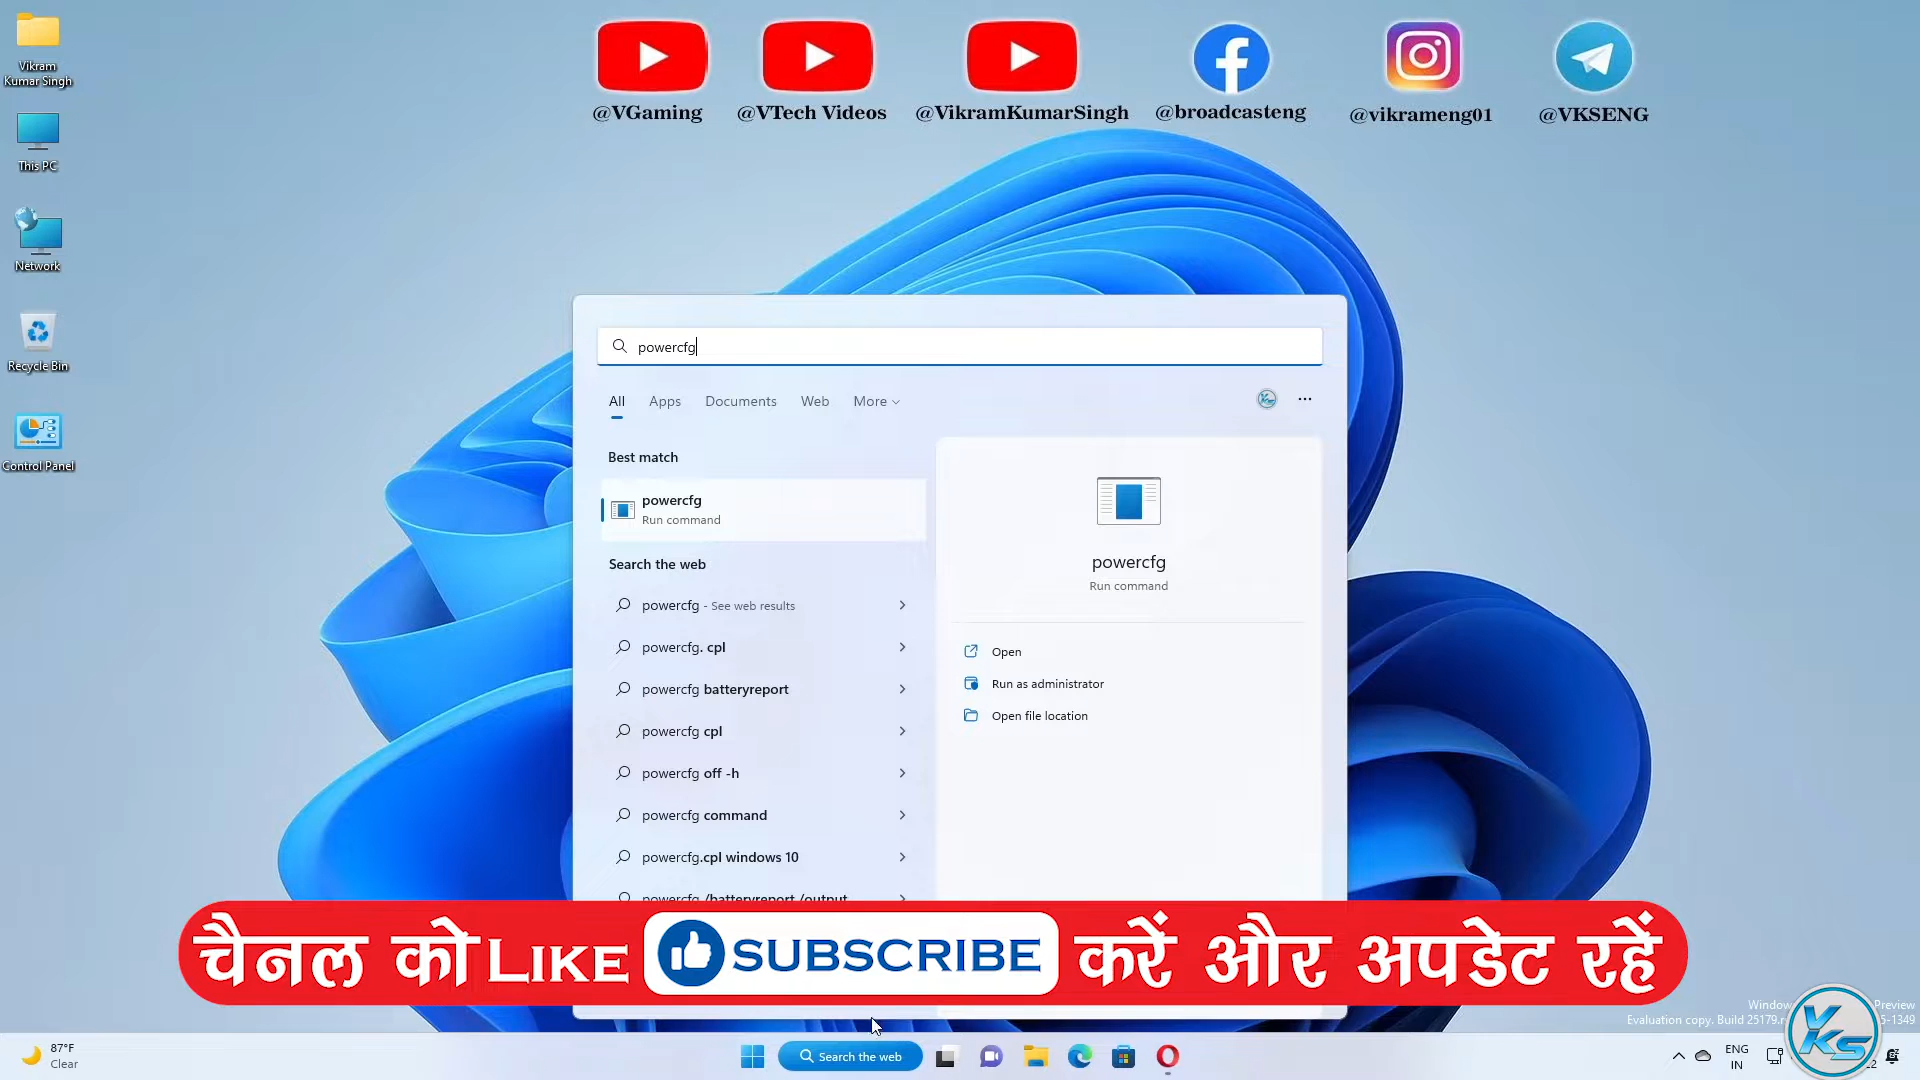 Vikram
Kumar Singh
This PC
Network
Recycle Bin
Control Panel
@VGaming
@VTech Videos
@VikramKumarSingh
@broadcasteng
@vikrameng01
@VKSENG
powercfg
All
Apps
Documents
Web
More
Best match
powercfg
Run command
Search the web
powercfg - See web results
powercfg. cpl
powercfg batteryreport
powercfg cpl
powercfg off -h
powercfg command
powercfg.cpl windows 10
powercfg /batteryreport /output
powercfg
Run command
Open
Run as administrator
Open file location
चैनल को LIKE SUBSCRIBE करें और अपडेट रहें
Preview
Evaluation copy. Build
VKS
87°F
Clear
Search the web
ENG
IN